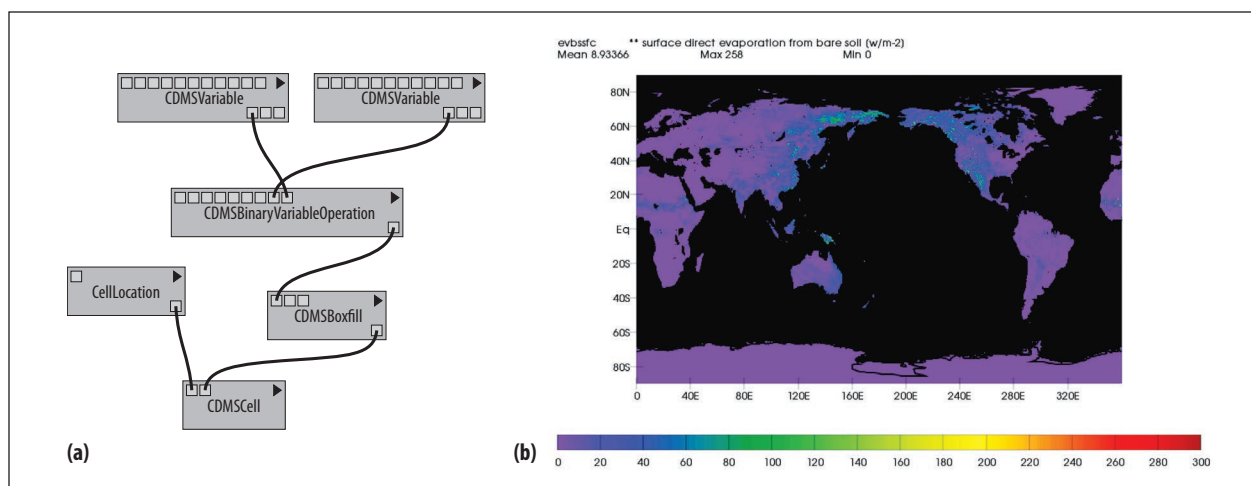 CDMSVariable
CDMSVariable
CDMSBinaryVariableOperation
CellLocation
CDMSBoxfill
CDMSCell
(a)
evbssfc ** surface direct evaporation from bare soil [w/m-2]
Mean 8.93366 Max 258 Min 0
80N
60N
40N
20N
Eq
20S
40S
60S
80S
0 40E 80E 120E 160E 200E 240E 280E 320E
(b)
0 20 40 60 80 100 120 140 160 180 200 220 240 260 280 300